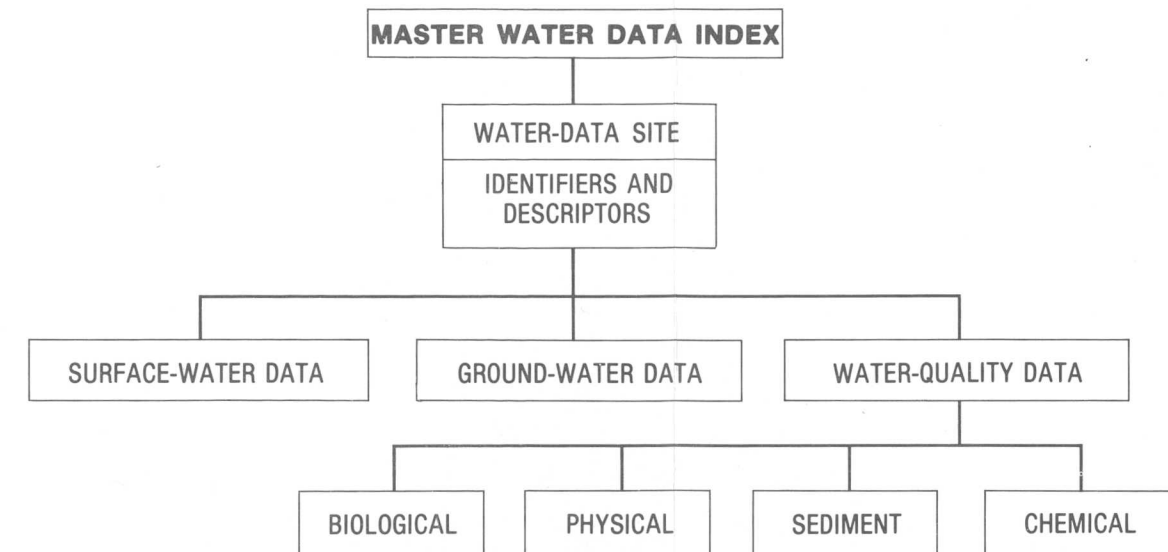 MASTER WATER DATA INDEX
WATER-DATA SITE
IDENTIFIERS AND
DESCRIPTORS
SURFACE-WATER DATA
GROUND-WATER DATA
WATER-QUALITY DATA
BIOLOGICAL
PHYSICAL
SEDIMENT
CHEMICAL